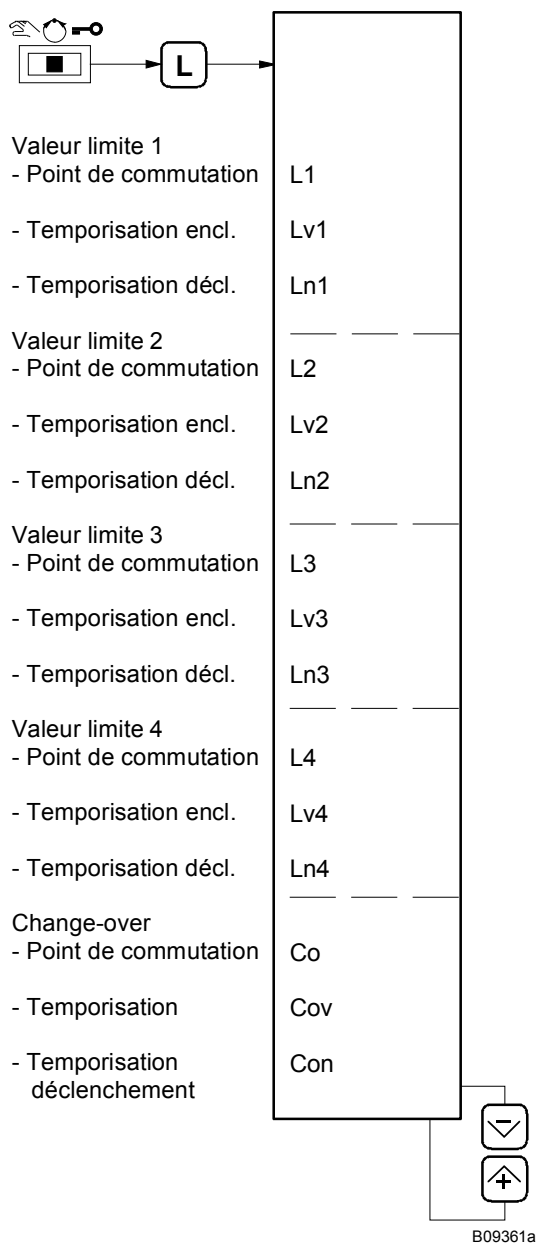 L
Valeur limite 1
- Point de commutation L1
- Temporisation encl. Lv1
- Temporisation décl. Ln1
Valeur limite 2
- Point de commutation L2
- Temporisation encl. Lv2
- Temporisation décl. Ln2
Valeur limite 3
- Point de commutation L3
- Temporisation encl. Lv3
- Temporisation décl. Ln3
Valeur limite 4
- Point de commutation L4
- Temporisation encl. Lv4
- Temporisation décl. Ln4
Change-over
- Point de commutation Co
- Temporisation Cov
- Temporisation Con
déclenchement
-
+
B09361a